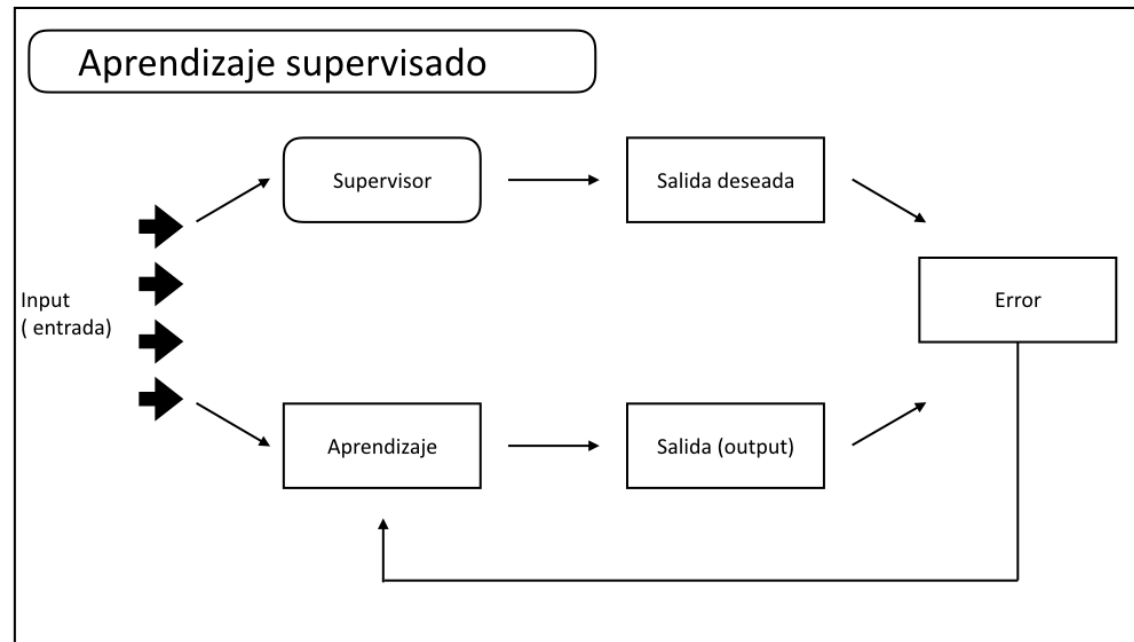 Aprendizaje supervisado
Supervisor
Salida deseada
Input
( entrada)
Error
Aprendizaje
Salida (output)